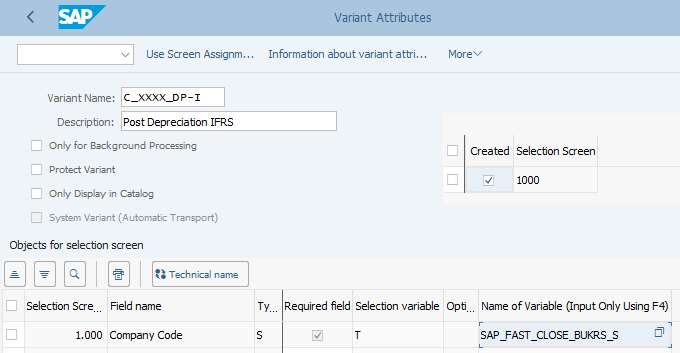 SAP
Variant Attributes
Use Screen Assignm...
Information about variant attri...
More
Variant Name: C_XXXX_DP-I
Description: Post Depreciation IFRS
Only for Background Processing
Protect Variant
Only Display in Catalog
System Variant (Automatic Transport)
Created Selection Screen
1000
Objects for selection screen
Technical name
Selection Scre... Field name Ty... Required field Selection variable Opti... Name of Variable (Input Only Using F4)
1.000 Company Code S T SAP_FAST_CLOSE_BUKRS_S